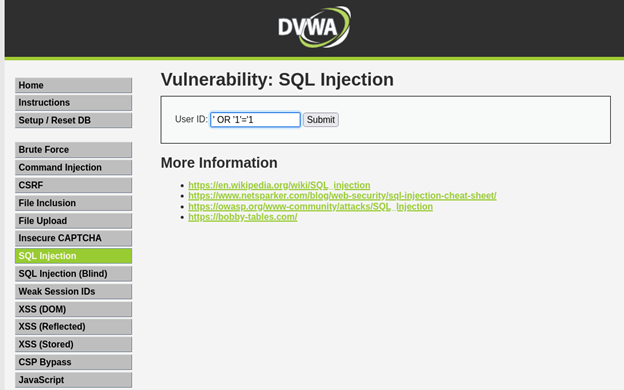 DVWA
Home
Instructions
Setup / Reset DB
Brute Force
Command Injection
CSRF
File Inclusion
File Upload
Insecure CAPTCHA
SQL Injection
SQL Injection (Blind)
Weak Session IDs
XSS (DOM)
XSS (Reflected)
XSS (Stored)
CSP Bypass
JavaScript
Vulnerability: SQL Injection
User ID: ' OR '1'='1 Submit
More Information
https://en.wikipedia.org/wiki/SQL_injection
https://www.netsparker.com/blog/web-security/sql-injection-cheat-sheet/
https://owasp.org/www-community/attacks/SQL_Injection
https://bobby-tables.com/